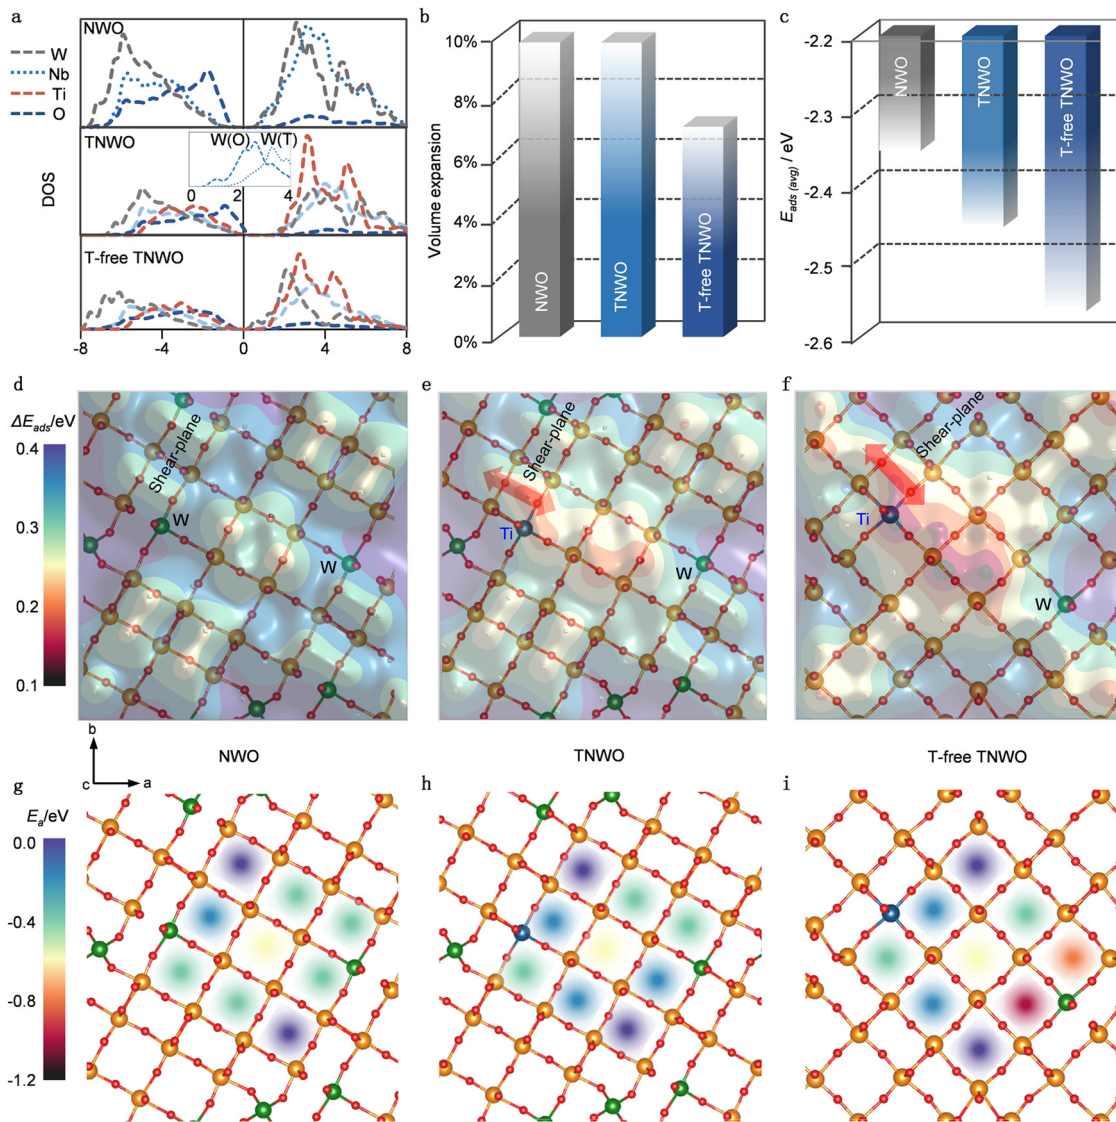 a
NWO
W
Nb
Ti
O
TNWO
W(O)
W(T)
0
2
4
DOS
T-free TNWO
-8
-4
0
4
8
b
10%
8%
6%
4%
2%
0%
Volume expansion
NWO
TNWO
T-free TNWO
c
-2.2
-2.3
-2.4
-2.5
-2.6
Eads (avg) / eV
NWO
TNWO
T-free TNWO
d
ΔEads/eV
0.4
0.3
0.2
0.1
Shear-plane
W
W
e
Shear-plane
Ti
W
f
Shear-plane
Ti
W
b
c
a
NWO
TNWO
T-free TNWO
g
Ea/eV
0.0
-0.4
-0.8
-1.2
h
i